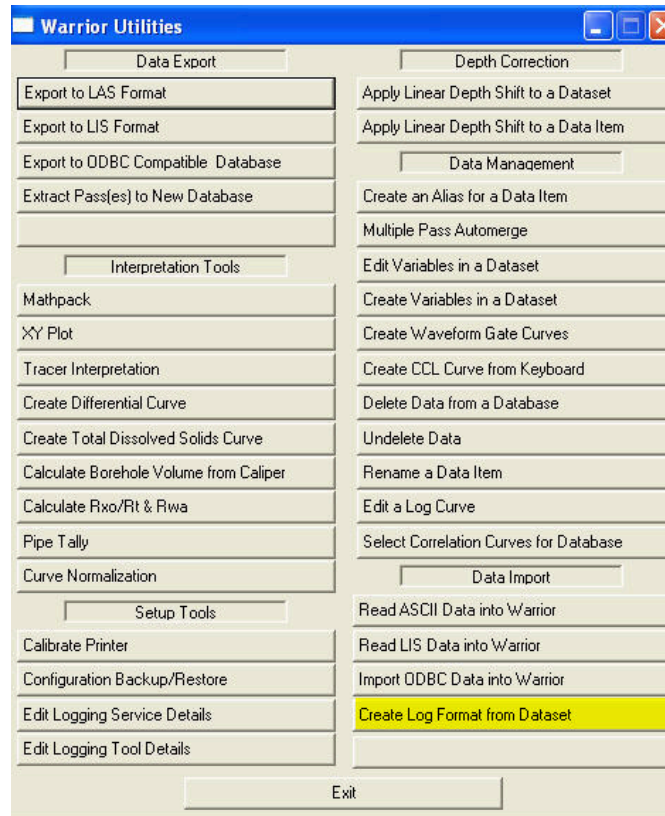 Warrior Utilities
Data Export
Export to LAS Format
Export to LIS Format
Export to ODBC Compatible Database
Extract Pass(es) to New Database
Interpretation Tools
Mathpack
XY Plot
Tracer Interpretation
Create Differential Curve
Create Total Dissolved Solids Curve
Calculate Borehole Volume from Caliper
Calculate Rxo/Rt & Rwa
Pipe Tally
Curve Normalization
Setup Tools
Calibrate Printer
Configuration Backup/Restore
Edit Logging Service Details
Edit Logging Tool Details
Depth Correction
Apply Linear Depth Shift to a Dataset
Apply Linear Depth Shift to a Data Item
Data Management
Create an Alias for a Data Item
Multiple Pass Automerge
Edit Variables in a Dataset
Create Variables in a Dataset
Create Waveform Gate Curves
Create CCL Curve from Keyboard
Delete Data from a Database
Undelete Data
Rename a Data Item
Edit a Log Curve
Select Correlation Curves for Database
Data Import
Read ASCII Data into Warrior
Read LIS Data into Warrior
Import ODBC Data into Warrior
Create Log Format from Dataset
Exit